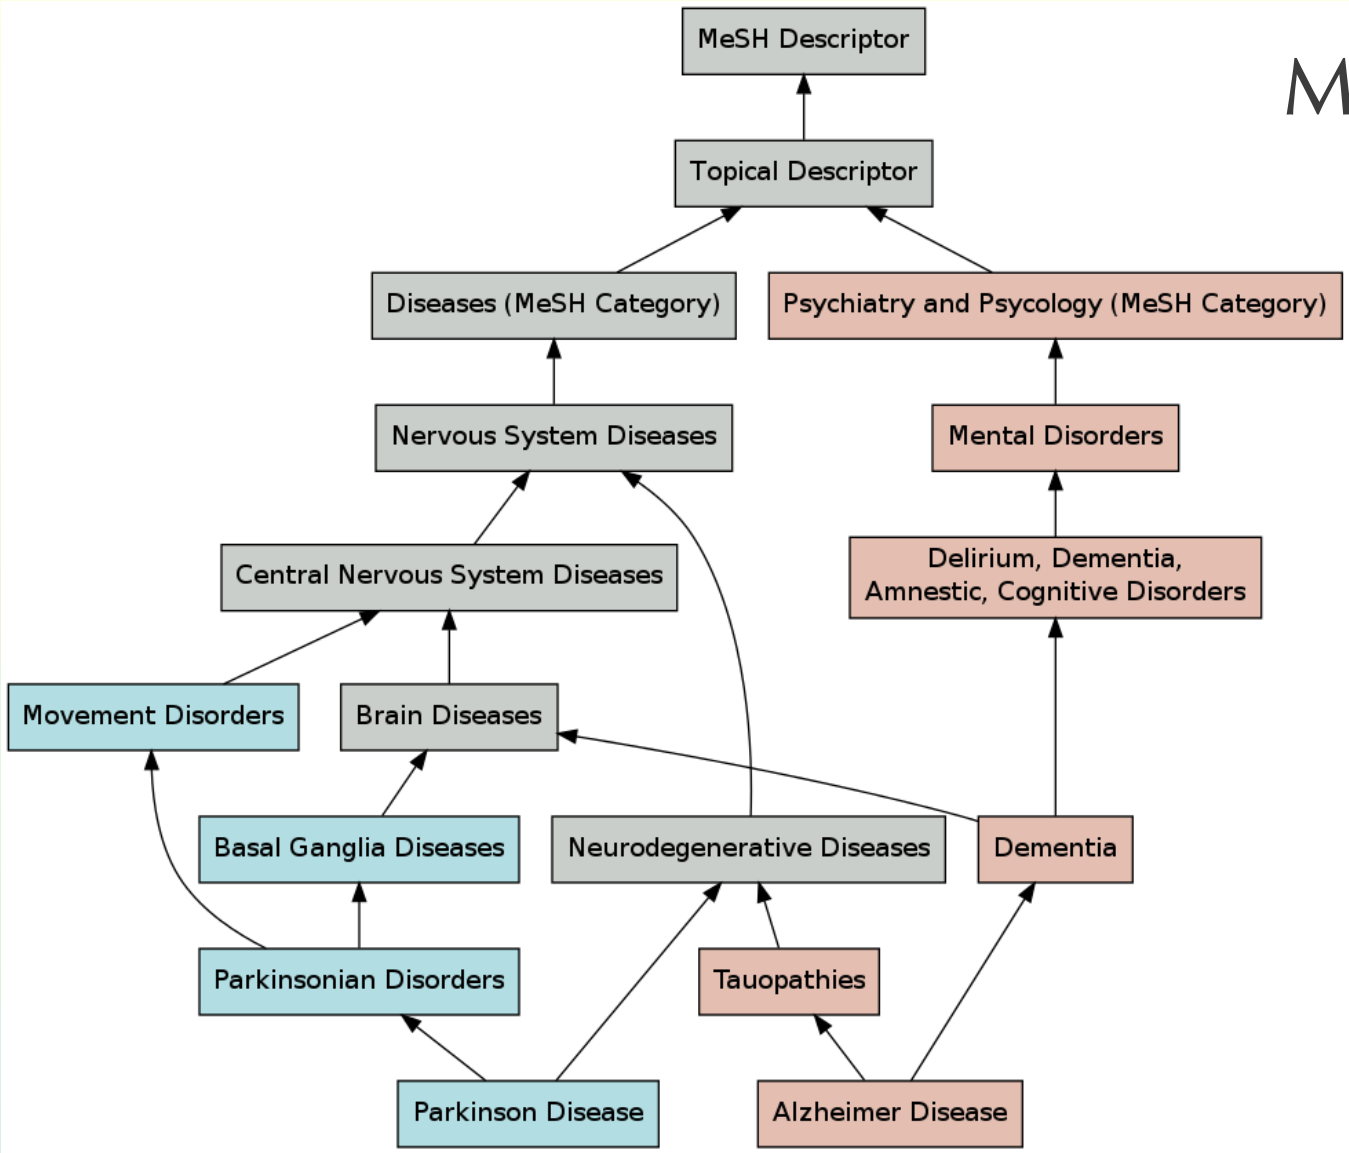 MeSH Descriptor
M
Topical Descriptor
Diseases (MeSH Category)
Psychiatry and Psycology (MeSH Category)
Nervous System Diseases
Mental Disorders
Delirium, Dementia,
Amnestic, Cognitive Disorders
Central Nervous System Diseases
Movement Disorders
Brain Diseases
Basal Ganglia Diseases
Neurodegenerative Diseases
Dementia
Parkinsonian Disorders
Tauopathies
Parkinson Disease
Alzheimer Disease